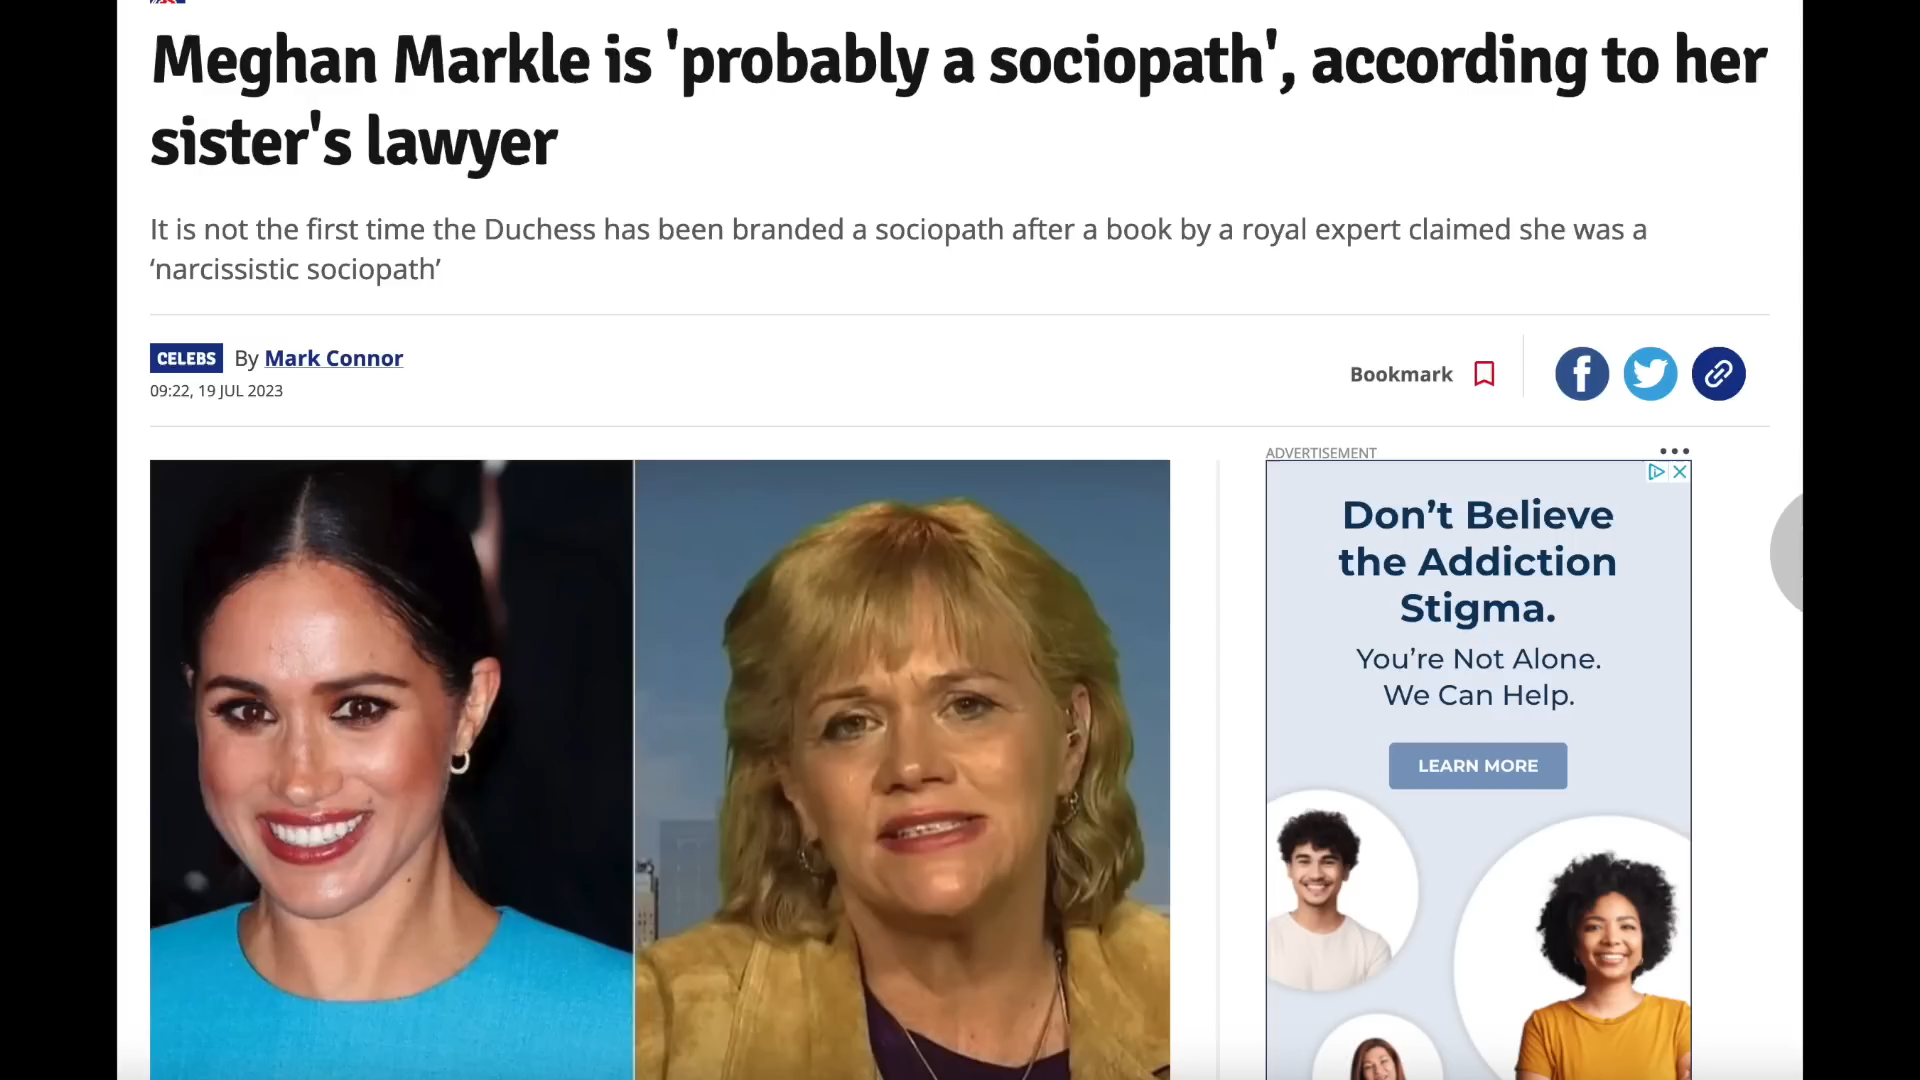 Meghan Markle is 'probably a sociopath', according to her
sister's lawyer
It is not the first time the Duchess has been branded a sociopath after a book by a royal expert claimed she was a
‘narcissistic sociopath’
CELEBS By Mark Connor
09:22, 19 JUL 2023
Bookmark
ADVERTISEMENT
Don’t Believe
the Addiction
Stigma.
You’re Not Alone.
We Can Help.
LEARN MORE